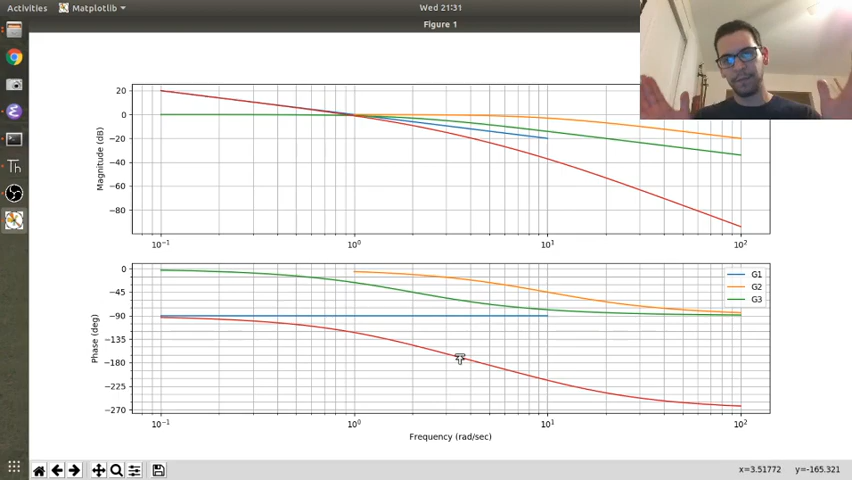 Activities Matplotlib Wed 21:31
Figure 1
20
0
−20
−40
−60
−80
Magnitude (dB)
10⁻¹ 10⁰ 10¹ 10²
0
−45
−90
−135
−180
−225
−270
Phase (deg)
G1
G2
G3
10⁻¹ 10⁰ 10¹ 10²
Frequency (rad/sec)
Th
x=3.51772 y=-165.321